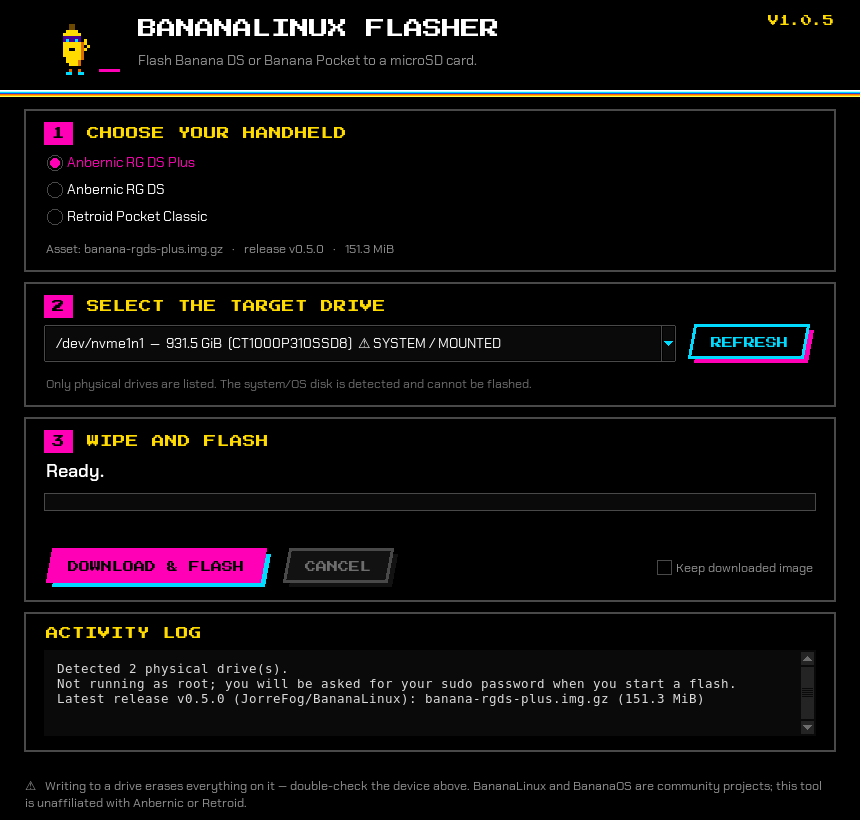 BANANALINUX FLASHER
V1.0.5
Flash Banana DS or Banana Pocket to a microSD card.
1 CHOOSE YOUR HANDHELD
Anbernic RG DS Plus
Anbernic RG DS
Retroid Pocket Classic
Asset: banana-rgds-plus.img.gz · release v0.5.0 · 151.3 MiB
2 SELECT THE TARGET DRIVE
/dev/nvme1n1 — 931.5 GiB (CT1000P310SSD8) ⚠ SYSTEM / MOUNTED
REFRESH
Only physical drives are listed. The system/OS disk is detected and cannot be flashed.
3 WIPE AND FLASH
Ready.
DOWNLOAD & FLASH
CANCEL
Keep downloaded image
ACTIVITY LOG
Detected 2 physical drive(s).
Not running as root; you will be asked for your sudo password when you start a flash.
Latest release v0.5.0 (JorreFog/BananaLinux): banana-rgds-plus.img.gz (151.3 MiB)
⚠ Writing to a drive erases everything on it — double-check the device above. BananaLinux and BananaOS are community projects; this tool
is unaffiliated with Anbernic or Retroid.